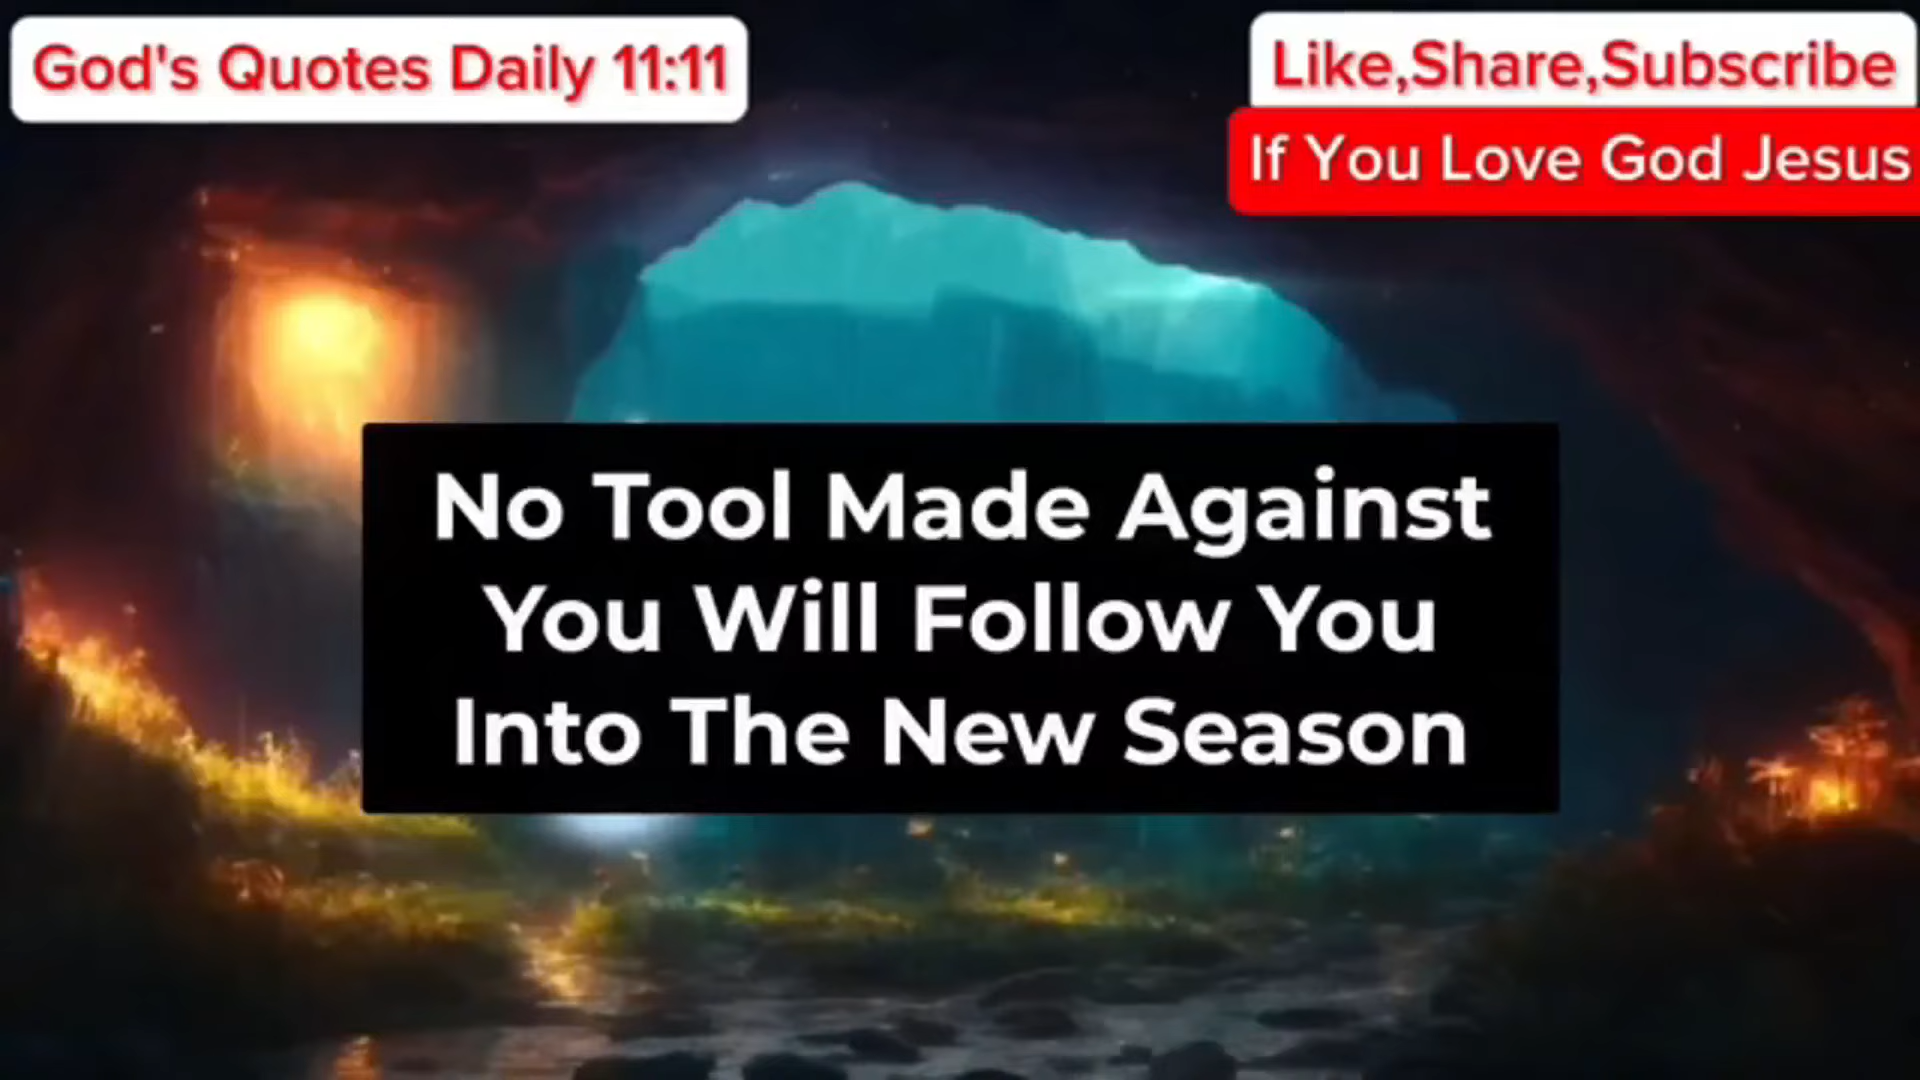 God's Quotes Daily 11:11
Like,Share,Subscribe
If You Love God Jesus
No Tool Made Against
You Will Follow You
Into The New Season